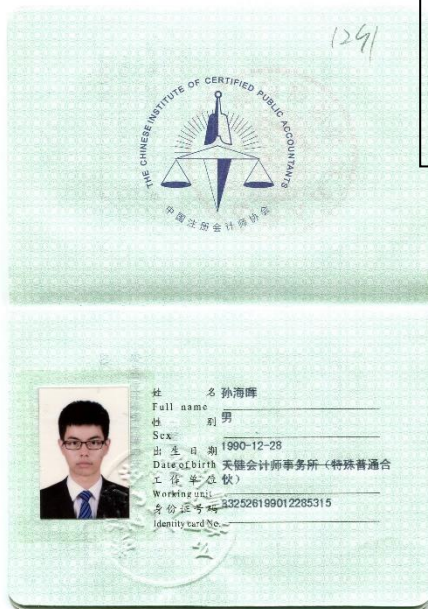 1291
THE CHINESE INSTITUTE OF CERTIFIED PUBLIC ACCOUNTANTS
中国注册会计师协会
姓 名 孙海晖
Full name
性 别 男
Sex
出生日期 1990-12-28
Date of birth
工作单位 天健会计师事务所（特殊普通合
伙）
Working unit
身份证号码 332526199012285315
Identity card No.